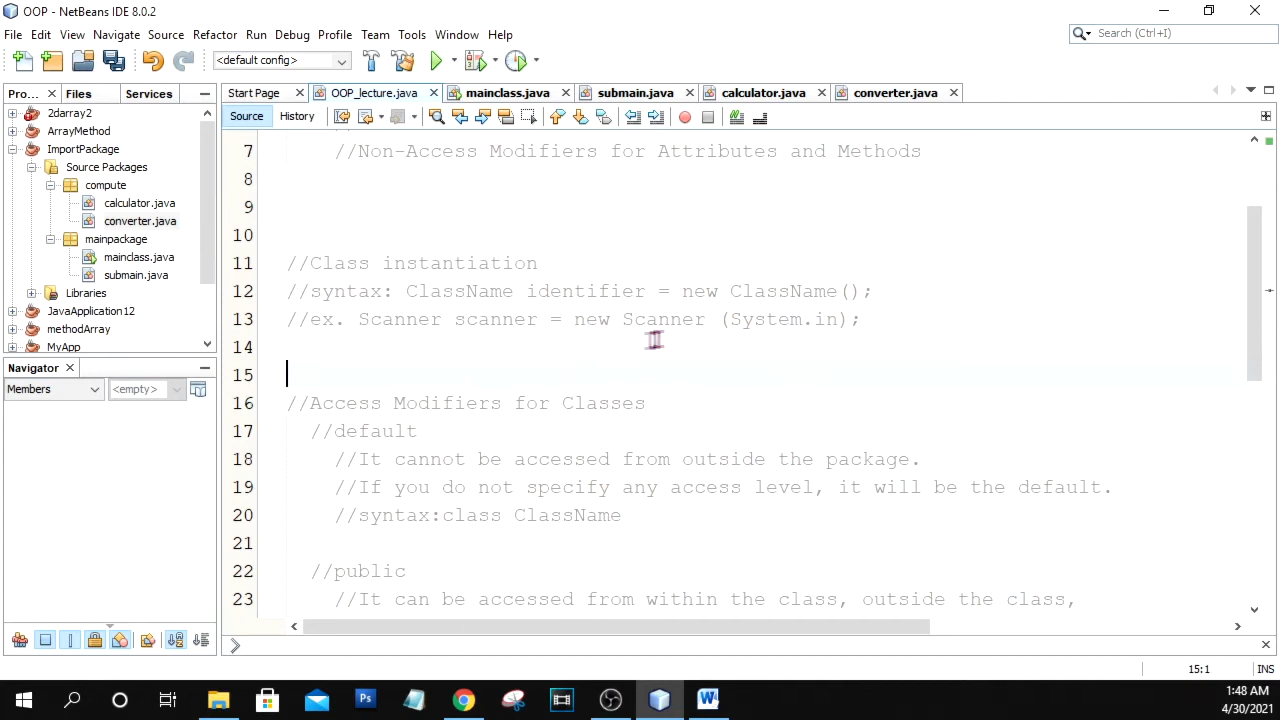 OOP - NetBeans IDE 8.0.2
File Edit View Navigate Source Refactor Run Debug Profile Team Tools Window Help
Search (Ctrl+I)
<default config>
Pro... Files Services
Start Page OOP_lecture.java mainclass.java submain.java calculator.java converter.java
Source History
2darray2
ArrayMethod
ImportPackage
Source Packages
compute
calculator.java
converter.java
mainpackage
mainclass.java
submain.java
Libraries
JavaApplication12
methodArray
MyApp
Navigator
Members <empty>
7 //Non-Access Modifiers for Attributes and Methods
8
9
10
11 //Class instantiation
12 //syntax: ClassName identifier = new ClassName();
13 //ex. Scanner scanner = new Scanner (System.in);
14
15
16 //Access Modifiers for Classes
17 //default
18 //It cannot be accessed from outside the package.
19 //If you do not specify any access level, it will be the default.
20 //syntax:class ClassName
21
22 //public
23 //It can be accessed from within the class, outside the class,
15:1 INS
1:48 AM
4/30/2021